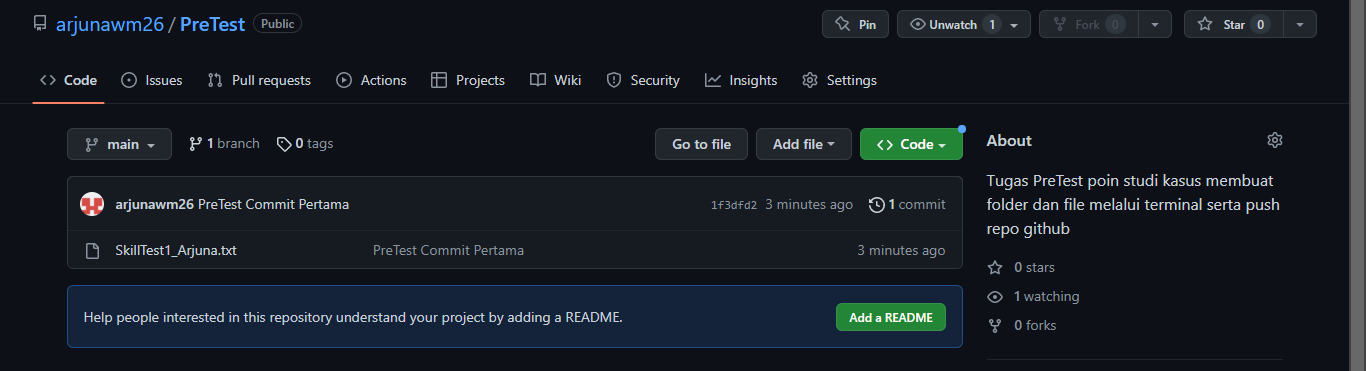 arjunawm26 / PreTest Public
Pin Unwatch 1 Fork 0 Star 0
Code Issues Pull requests Actions Projects Wiki Security Insights Settings
main 1 branch 0 tags Go to file Add file Code
arjunawm26 PreTest Commit Pertama 1f3dfd2 3 minutes ago 1 commit
SkillTest1_Arjuna.txt PreTest Commit Pertama 3 minutes ago
Help people interested in this repository understand your project by adding a README. Add a README
About
Tugas PreTest poin studi kasus membuat
folder dan file melalui terminal serta push
repo github
0 stars
1 watching
0 forks